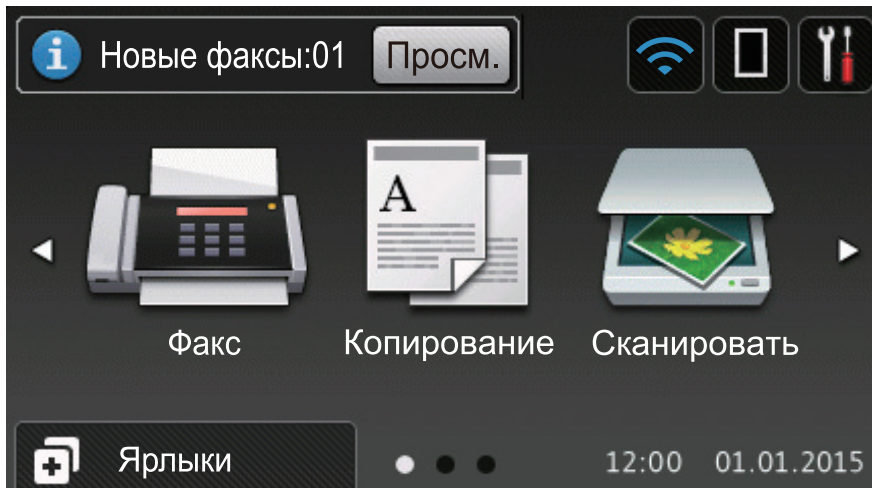 Новые факсы:01 Просм.
A
Факс Копирование Сканировать
Ярлыки 12:00 01.01.2015